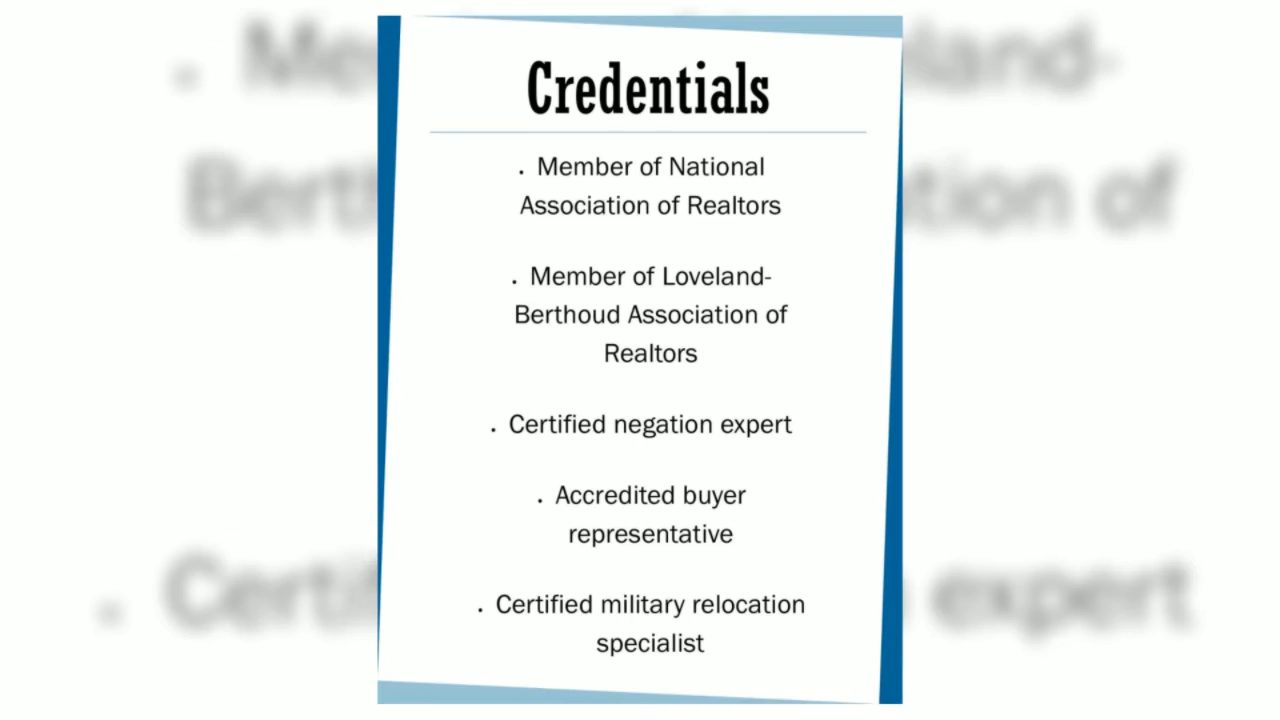 Credentials
. Member of National
Association of Realtors
. Member of Loveland-
Berthoud Association of
Realtors
. Certified negation expert
. Accredited buyer
representative
. Certified military relocation
specialist